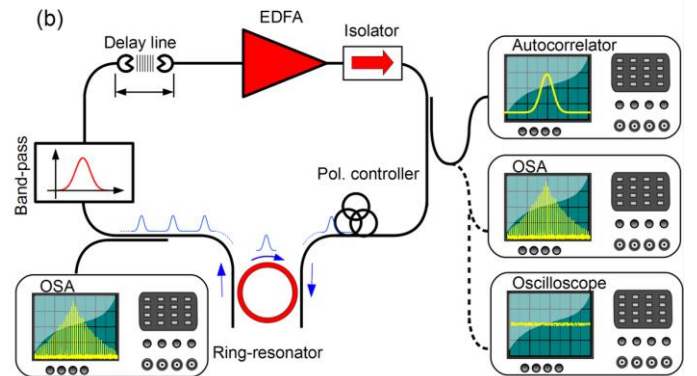 (b)
EDFA
Delay line
Isolator
Autocorrelator
Band-pass
Pol. controller
OSA
OSA
Oscilloscope
Ring-resonator